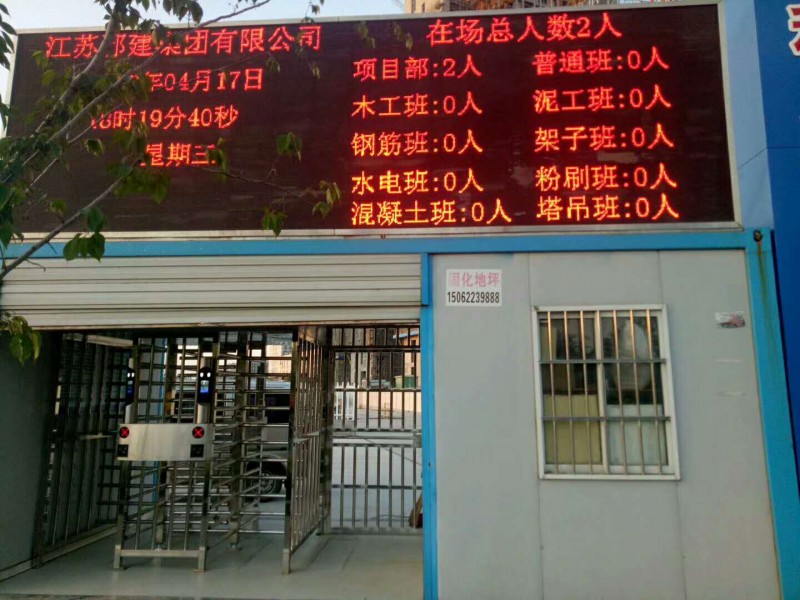 江苏邗建集团有限公司
年04月17日
18时19分40秒
星期三
在场总人数2人
项目部:2人
普通班:0人
木工班:0人
泥工班:0人
钢筋班:0人
架子班:0人
水电班:0人
粉刷班:0人
混凝土班:0人
塔吊班:0人
固化地坪
15062239888